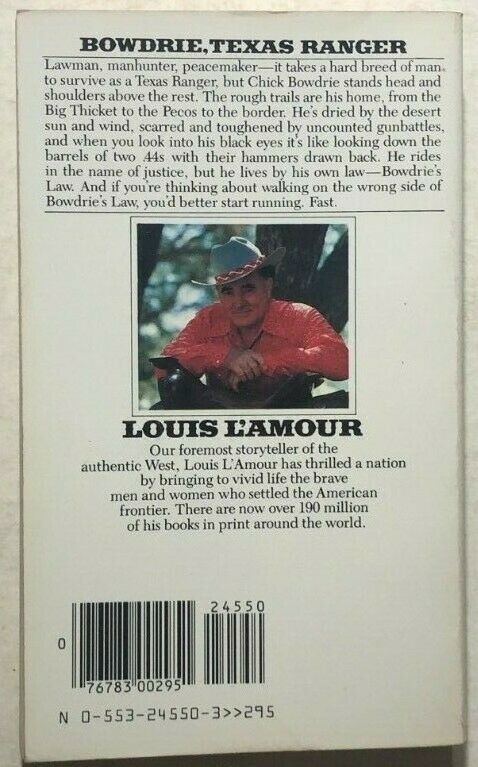 BOWDRIE, TEXAS RANGER
Lawman, manhunter, peacemaker—it takes a hard breed of man
to survive as a Texas Ranger, but Chick Bowdrie stands head and
shoulders above the rest. The rough trails are his home, from the
Big Thicket to the Pecos to the border. He's dried by the desert
sun and wind, scarred and toughened by uncounted gunbattles,
and when you look into his black eyes it's like looking down the
barrels of two .44s with their hammers drawn back. He rides
in the name of justice, but he lives by his own law—Bowdrie's
Law. And if you're thinking about walking on the wrong side of
Bowdrie's Law, you'd better start running. Fast.
LOUIS L'AMOUR
Our foremost storyteller of the
authentic West, Louis L'Amour has thrilled a nation
by bringing to vivid life the brave
men and women who settled the American
frontier. There are now over 190 million
of his books in print around the world.
24550
0
76783 00295
N 0-553-24550-3>>295